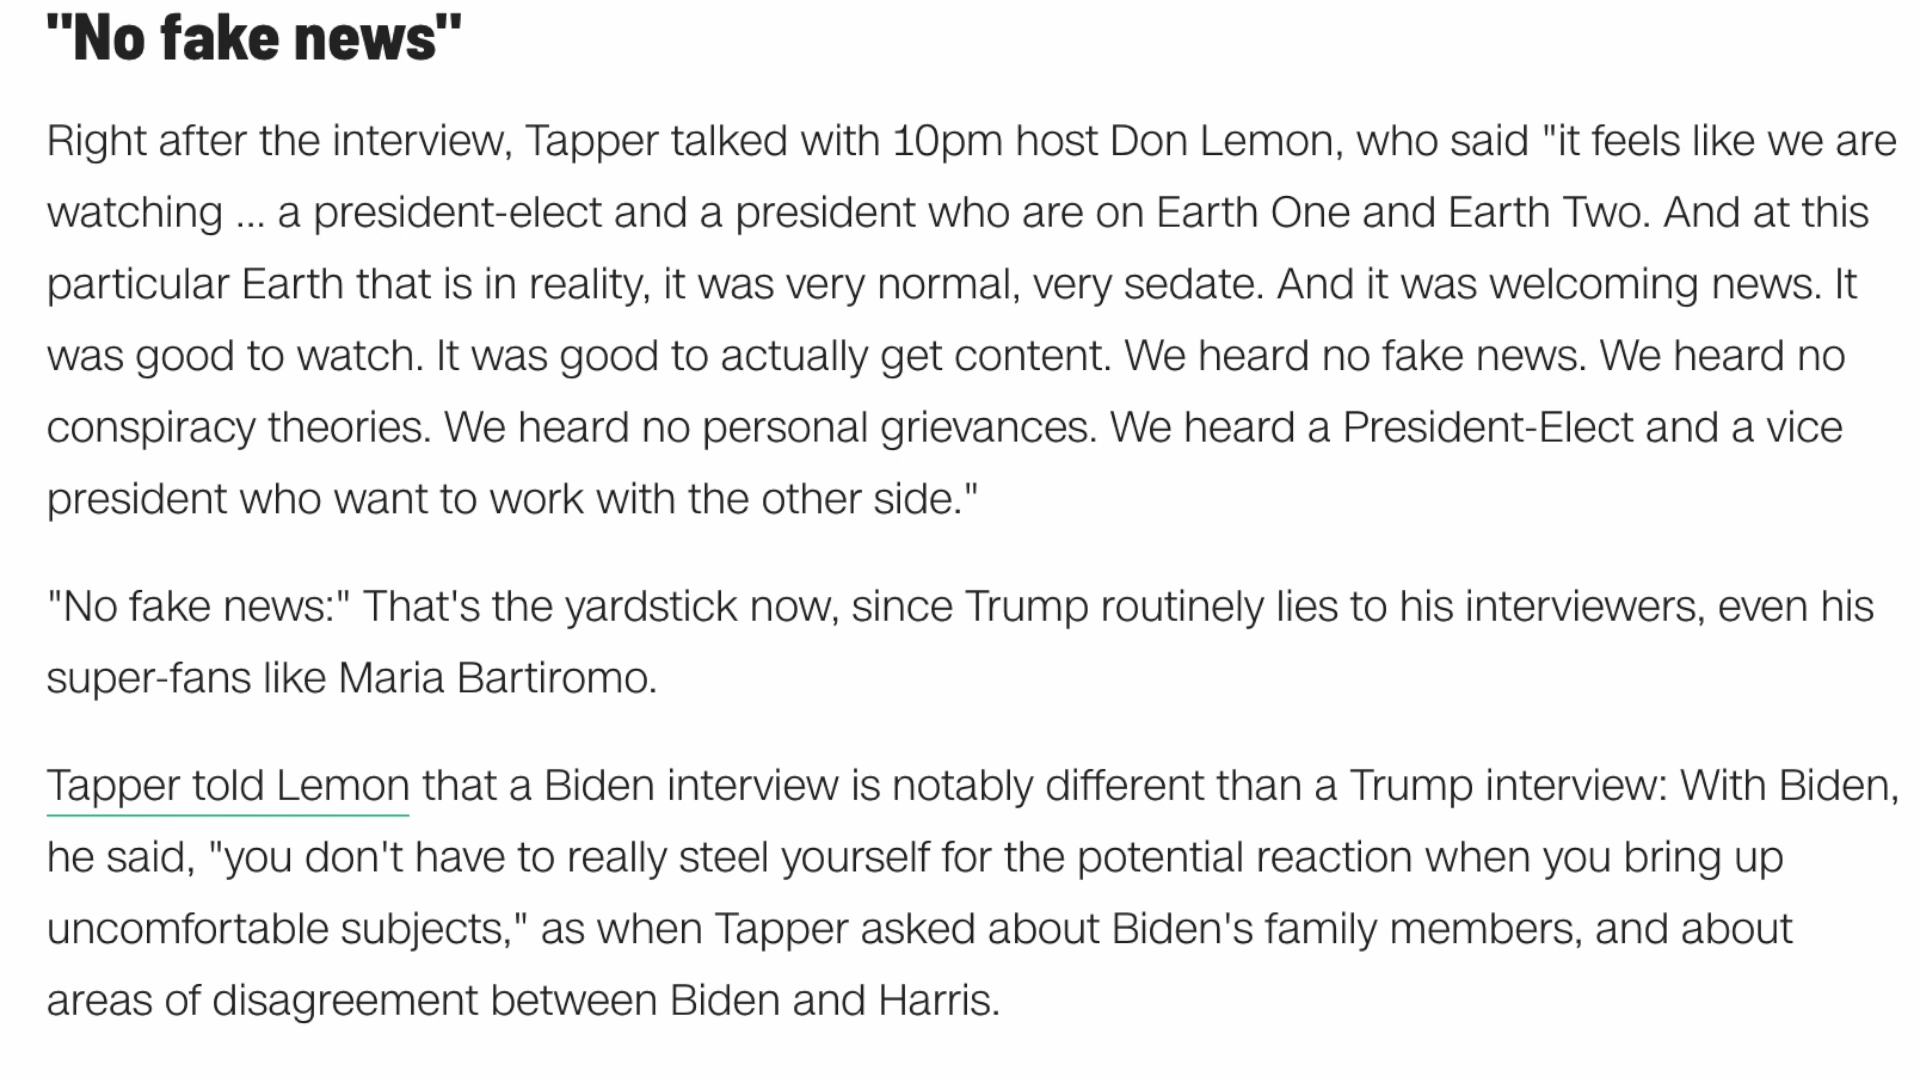 "No fake news"
Right after the interview, Tapper talked with 10pm host Don Lemon, who said "it feels like we are
watching ... a president-elect and a president who are on Earth One and Earth Two. And at this
particular Earth that is in reality, it was very normal, very sedate. And it was welcoming news. It
was good to watch. It was good to actually get content. We heard no fake news. We heard no
conspiracy theories. We heard no personal grievances. We heard a President-Elect and a vice
president who want to work with the other side."
"No fake news:" That's the yardstick now, since Trump routinely lies to his interviewers, even his
super-fans like Maria Bartiromo.
Tapper told Lemon that a Biden interview is notably different than a Trump interview: With Biden,
he said, "you don't have to really steel yourself for the potential reaction when you bring up
uncomfortable subjects," as when Tapper asked about Biden's family members, and about
areas of disagreement between Biden and Harris.